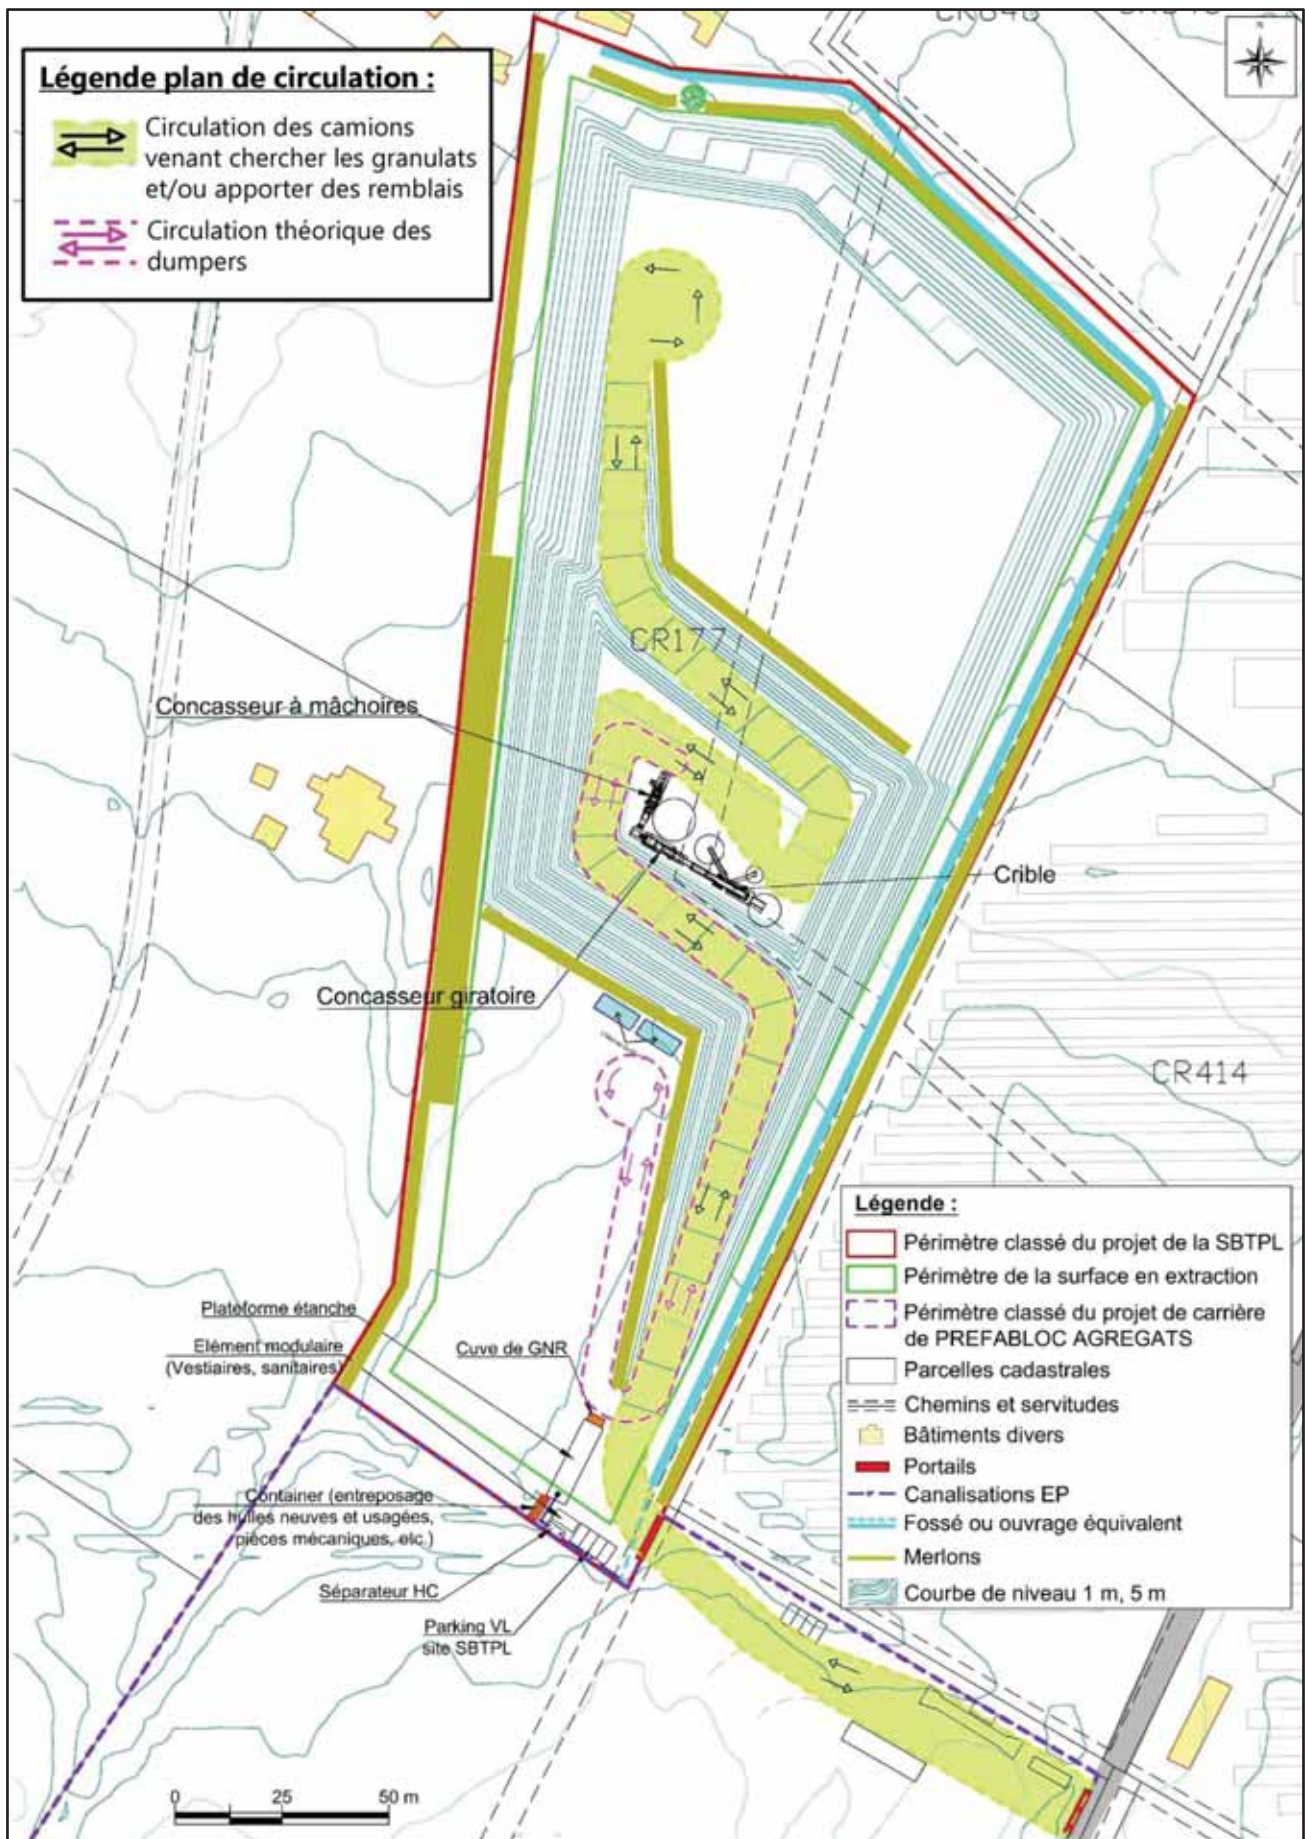 Légende plan de circulation :
Circulation des camions
venant chercher les granulats
et/ou apporter des remblais
Circulation théorique des
dumpers
N
CR177
Concasseur à mâchoires
Crible
Concasseur giratoire
CR414
Plateforme étanche
Elément modulaire
(Vestiaires, sanitaires)
Cuve de GNR
Container (entreposage
des huiles neuves et usagées,
pièces mécaniques, etc.)
Séparateur HC
Parking VL
site SBTPL
Légende :
Périmètre classé du projet de la SBTPL
Périmètre de la surface en extraction
Périmètre classé du projet de carrière
de PREFABLOC AGREGATS
Parcelles cadastrales
Chemins et servitudes
Bâtiments divers
Portails
Canalisations EP
Fossé ou ouvrage équivalent
Merlons
Courbe de niveau 1 m, 5 m
0 25 50 m